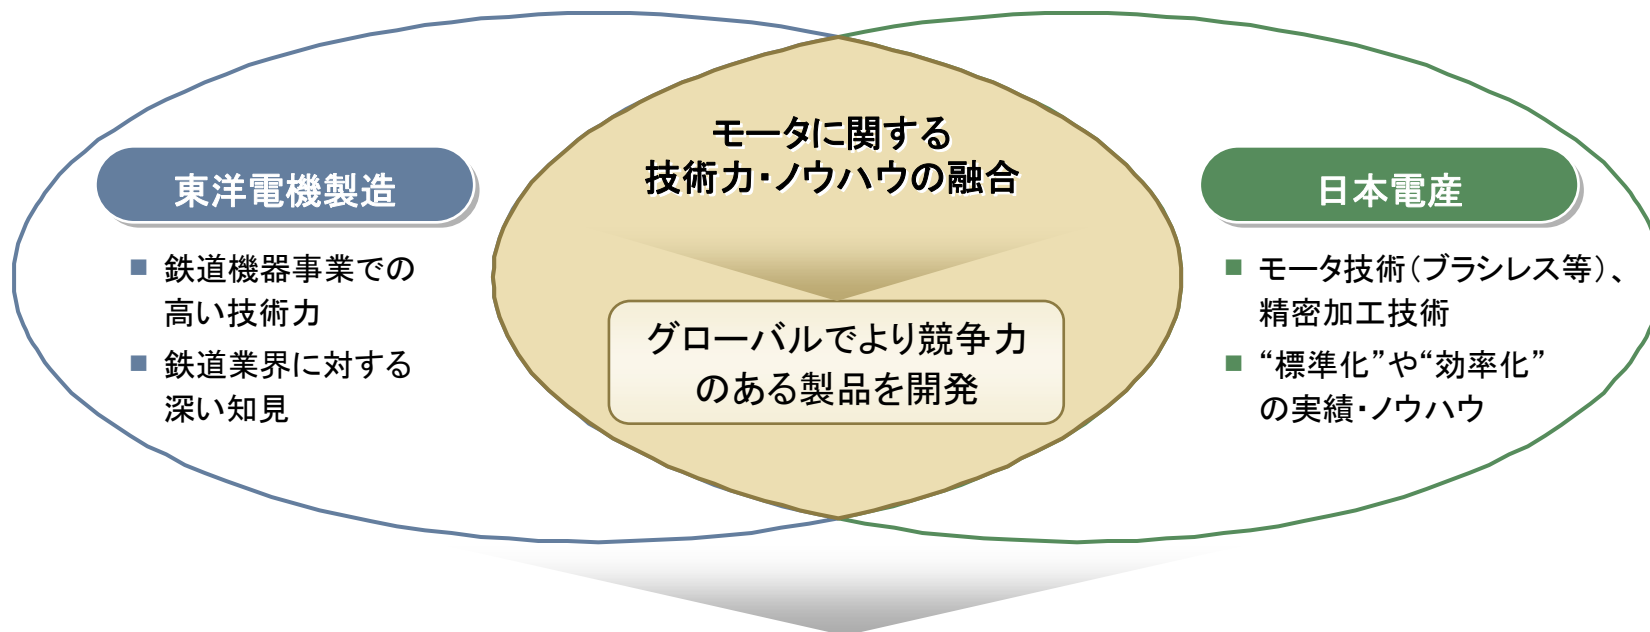 東洋電機製造
鉄道機器事業での
高い技術力
鉄道業界に対する
深い知見
モータに関する
技術力・ノウハウの融合
グローバルでより競争力
のある製品を開発
日本電産
モータ技術（ブラシレス等）、
精密加工技術
“標準化”や“効率化”
の実績・ノウハウ